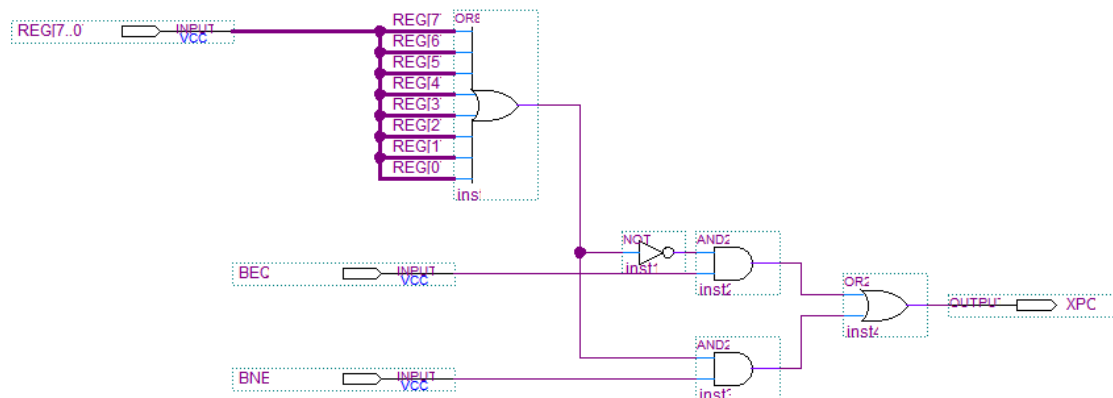 REG[7..0]
INPUT
VCC
REG[7]
REG[6]
REG[5]
REG[4]
REG[3]
REG[2]
REG[1]
REG[0]
OR8
inst
NOT
inst1
AND2
inst2
BEQ
INPUT
VCC
OR2
inst4
OUTPUT
XPC
AND2
inst3
BNE
INPUT
VCC